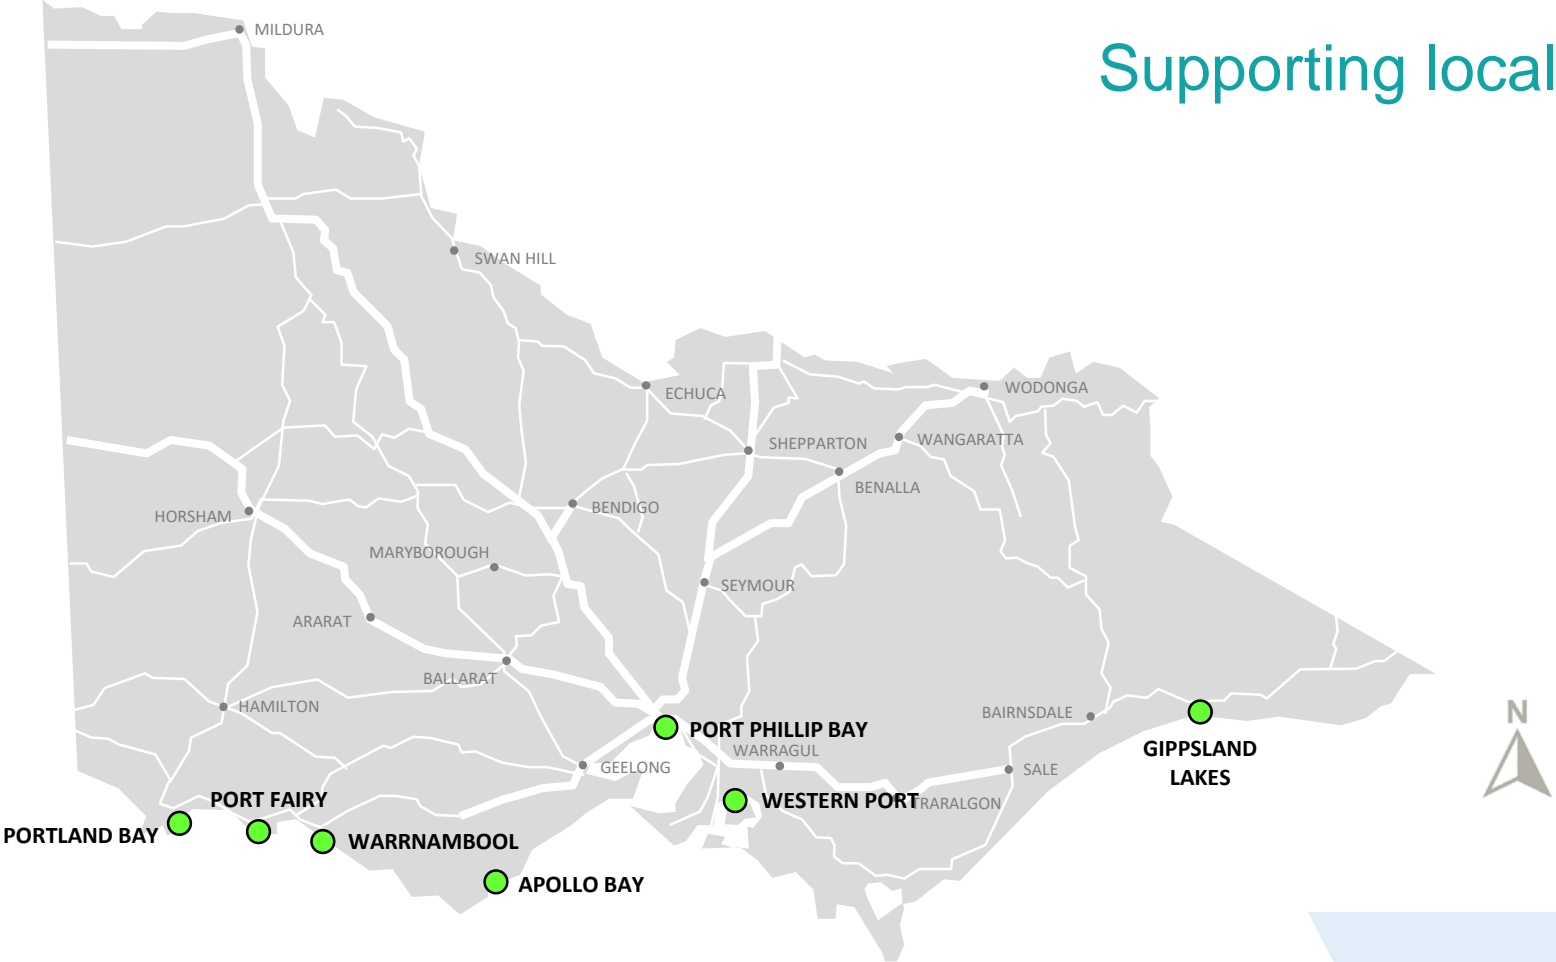 Supporting local
MILDURA
SWAN HILL
ECHUCA
WODONGA
SHEPPARTON
WANGARATTA
BENALLA
HORSHAM
BENDIGO
MARYBOROUGH
SEYMOUR
ARARAT
BALLARAT
HAMILTON
BAIRNSDALE
N
PORT PHILLIP BAY
WARRAGUL
GIPPSLAND
LAKES
GEELONG
SALE
PORT FAIRY
WESTERN PORT
TRARALGON
PORTLAND BAY
WARRNAMBOOL
APOLLO BAY